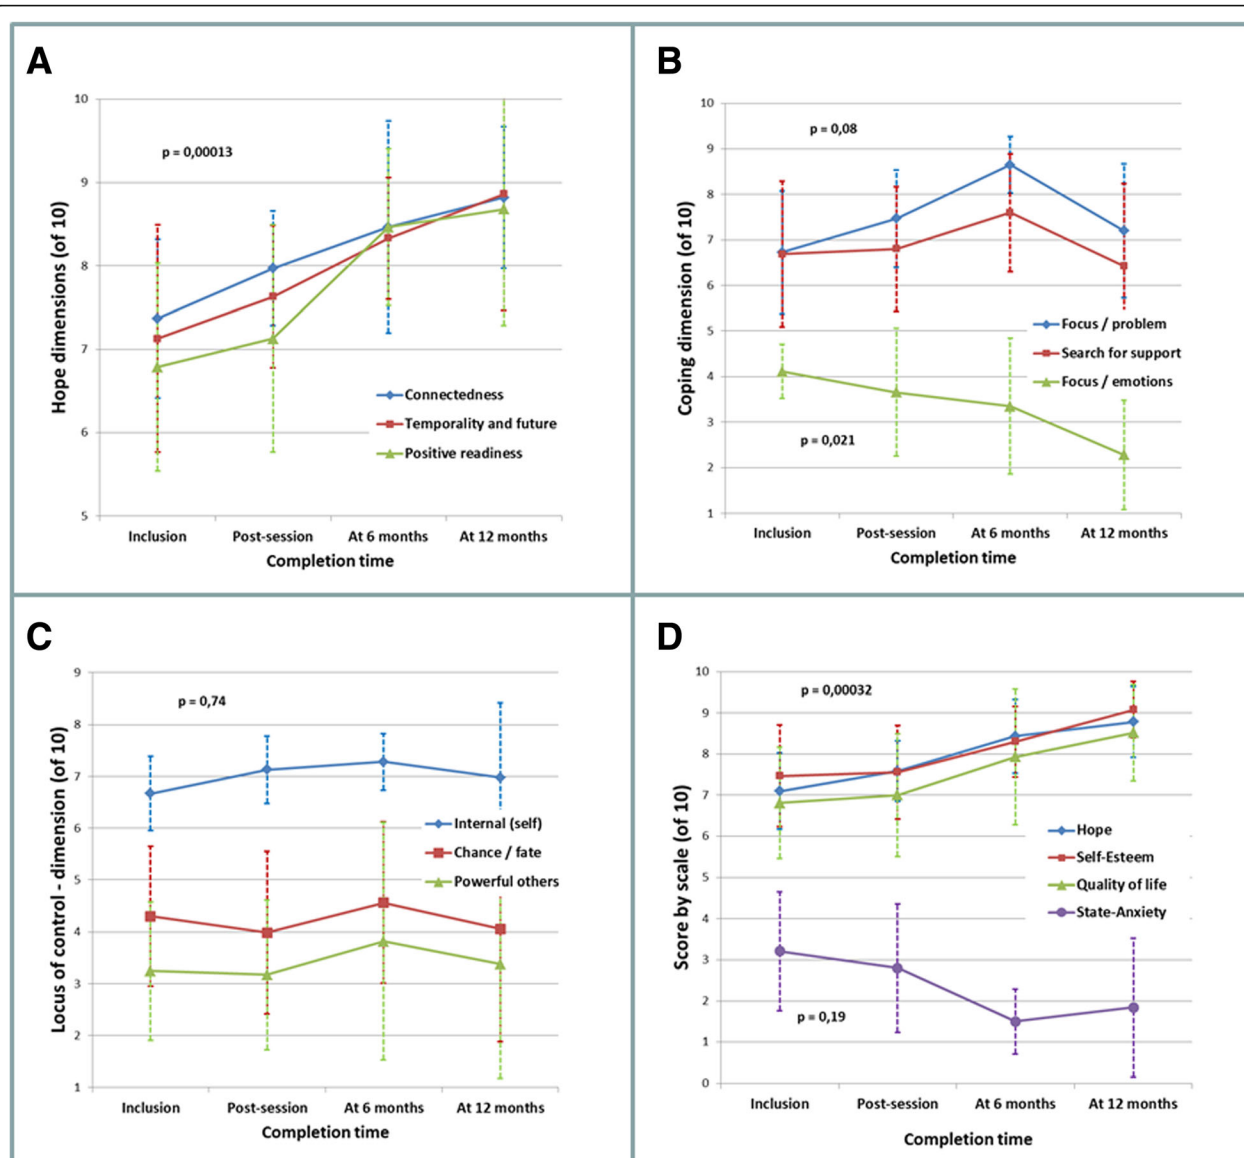 A
Hope dimensions (of 10)
10
9
8
7
6
5
p = 0,00013
Connectedness
Temporality and future
Positive readiness
Inclusion Post-session At 6 months At 12 months
Completion time
B
Coping dimension (of 10)
10
9
8
7
6
5
4
3
2
1
p = 0,08
Focus / problem
Search for support
Focus / emotions
p = 0,021
Inclusion Post-session At 6 months At 12 months
Completion time
C
Locus of control - dimension (of 10)
9
8
7
6
5
4
3
2
1
p = 0,74
Internal (self)
Chance / fate
Powerful others
Inclusion Post-session At 6 months At 12 months
Completion time
D
Score by scale (of 10)
10
9
8
7
6
5
4
3
2
1
0
p = 0,00032
Hope
Self-Esteem
Quality of life
State-Anxiety
p = 0,19
Inclusion Post-session At 6 months At 12 months
Completion time